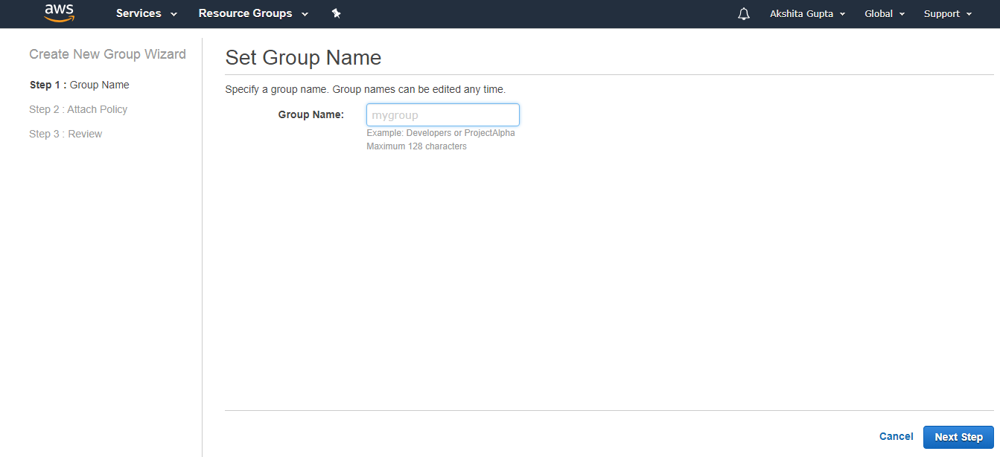 aws Services Resource Groups Akshita Gupta Global Support
Create New Group Wizard
Step 1 : Group Name
Step 2 : Attach Policy
Step 3 : Review
Set Group Name
Specify a group name. Group names can be edited any time.
Group Name: mygroup
Example: Developers or ProjectAlpha
Maximum 128 characters
Cancel Next Step